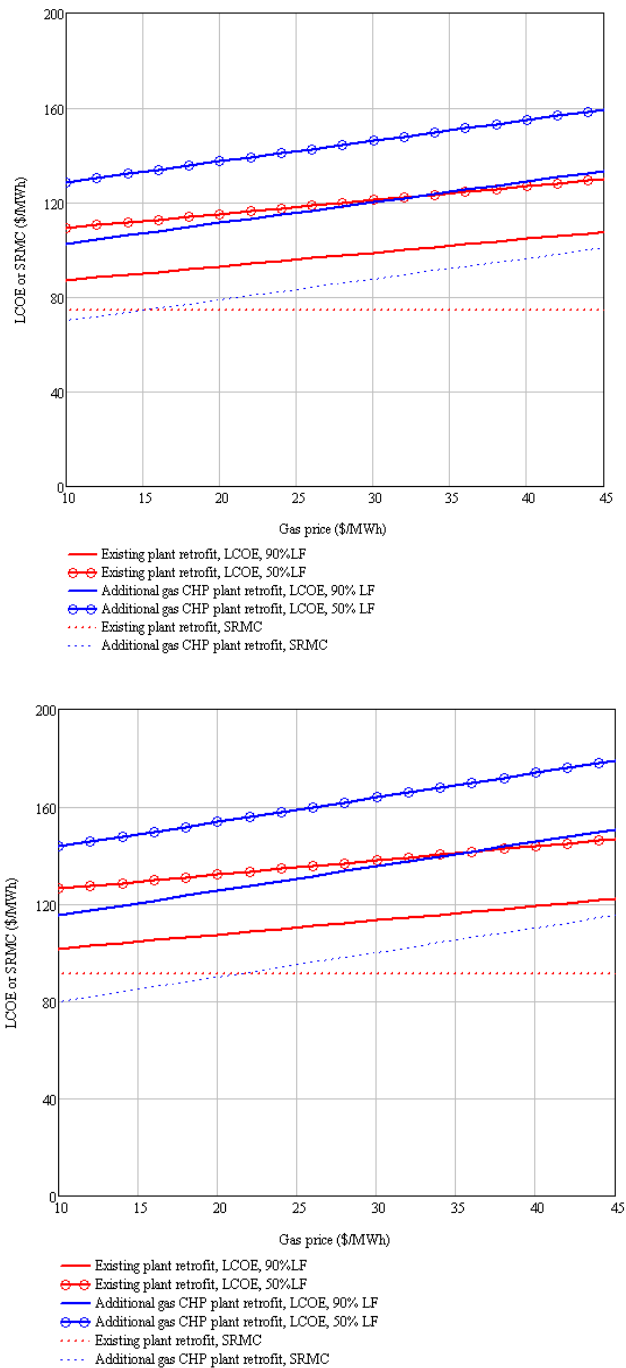 200
160
120
80
40
0
LCOE or SRMC ($/MWh)
10 15 20 25 30 35 40 45
Gas price ($/MWh)
Existing plant retrofit, LCOE, 90%LF
Existing plant retrofit, LCOE, 50%LF
Additional gas CHP plant retrofit, LCOE, 90% LF
Additional gas CHP plant retrofit, LCOE, 50% LF
Existing plant retrofit, SRMC
Additional gas CHP plant retrofit, SRMC
200
160
120
80
40
0
LCOE or SRMC ($/MWh)
10 15 20 25 30 35 40 45
Gas price ($/MWh)
Existing plant retrofit, LCOE, 90%LF
Existing plant retrofit, LCOE, 50%LF
Additional gas CHP plant retrofit, LCOE, 90% LF
Additional gas CHP plant retrofit, LCOE, 50% LF
Existing plant retrofit, SRMC
Additional gas CHP plant retrofit, SRMC